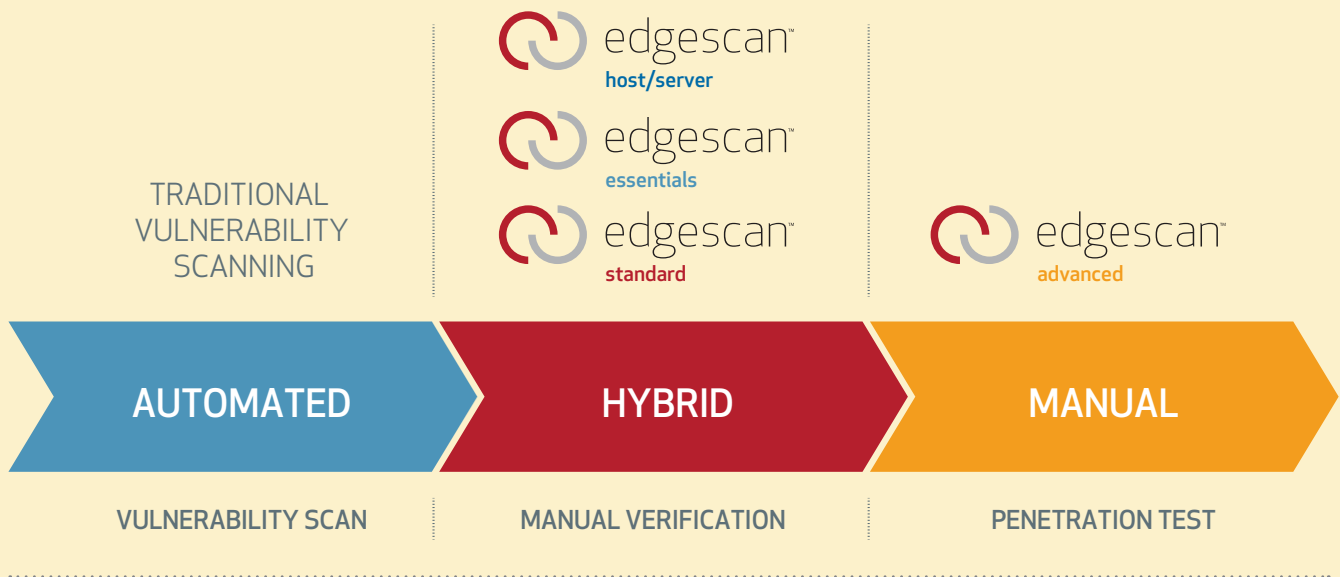 TRADITIONAL
VULNERABILITY
SCANNING
edgescan™
host/server
edgescan™
essentials
edgescan™
standard
edgescan™
advanced
AUTOMATED
HYBRID
MANUAL
VULNERABILITY SCAN
MANUAL VERIFICATION
PENETRATION TEST